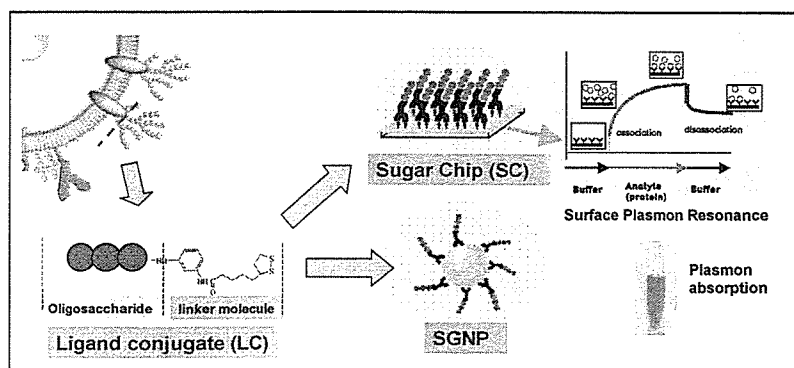 Sugar Chip (SC)
association
disassociation
Buffer
Analyte
(protein)
Buffer
Surface Plasmon Resonance
NH
NH
O
S
S
Oligosaccharide
linker molecule
Ligand conjugate (LC)
SGNP
Plasmon
absorption